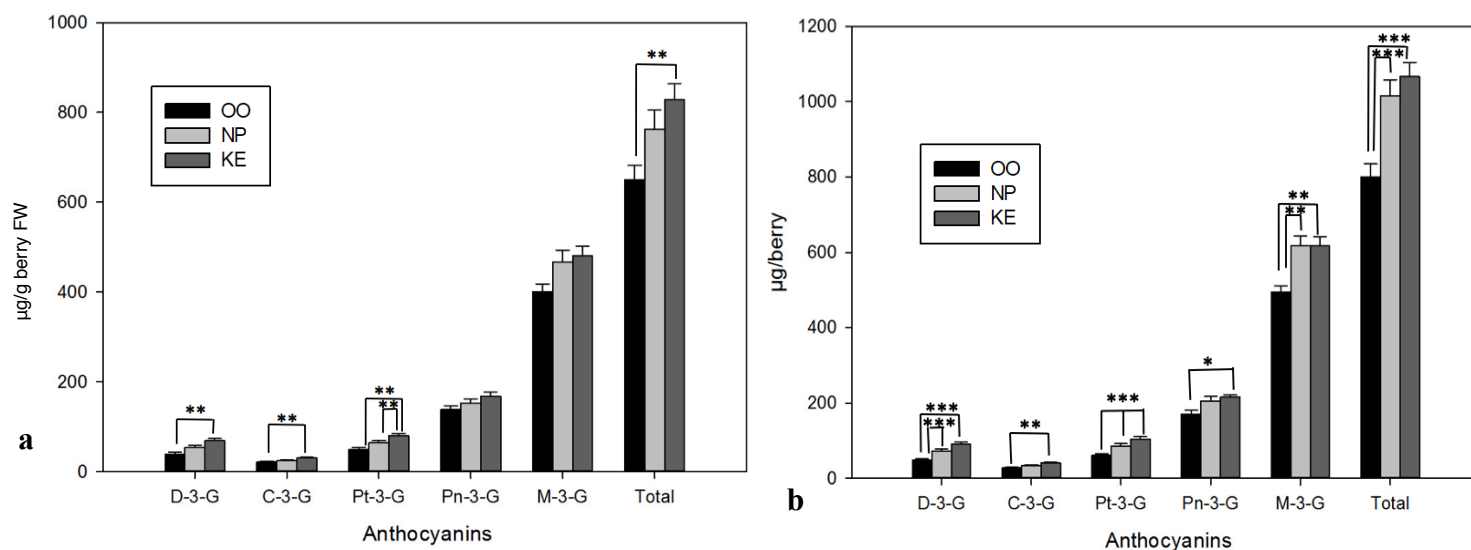 1000
800
600
400
200
0
µg/g berry FW
OO
NP
KE
**
**
**
**
**
D-3-G C-3-G Pt-3-G Pn-3-G M-3-G Total
Anthocyanins
a
1200
1000
800
600
400
200
0
µg/berry
OO
NP
KE
***
***
**
**
*
***
***
**
***
D-3-G C-3-G Pt-3-G Pn-3-G M-3-G Total
Anthocyanins
b